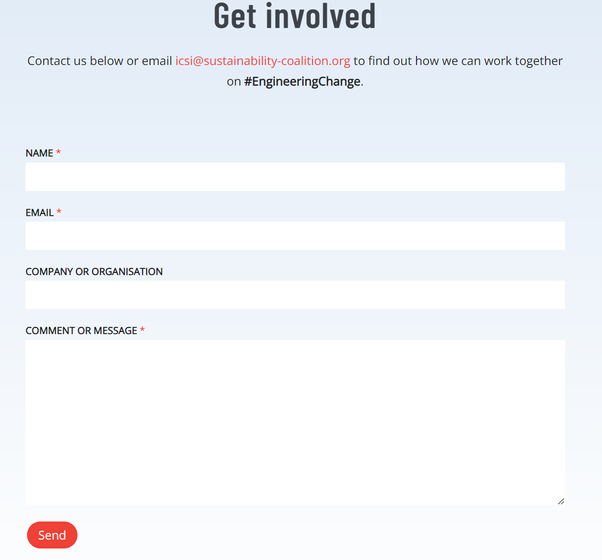 Get involved
Contact us below or email icsi@sustainability-coalition.org to find out how we can work together
on #EngineeringChange.
NAME *
EMAIL *
COMPANY OR ORGANISATION
COMMENT OR MESSAGE *
Send